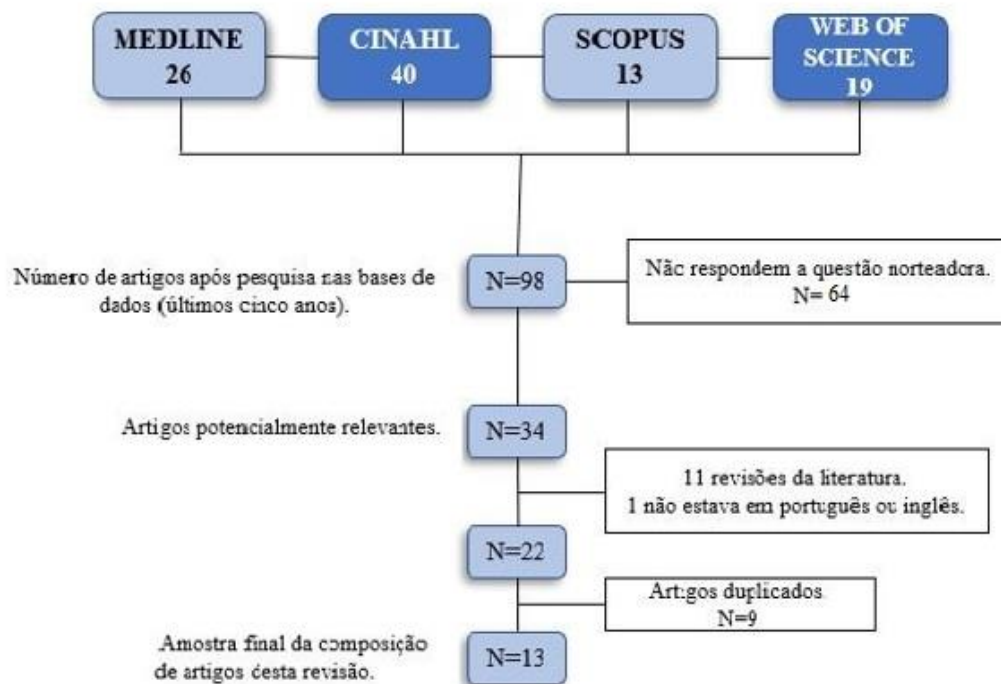 MEDLINE
26
CINAHL
40
SCOPUS
13
WEB OF
SCIENCE
19
Número de artigos após pesquisa nas bases de
dados (últimos cinco anos).
N=98
Não respondem a questão norteadora.
N= 64
Artigos potencialmente relevantes.
N=34
11 revisões da literatura.
1 não estava em português ou inglês.
N=22
Artigos duplicados
N=9
Amostra final da composição
de artigos desta revisão.
N=13